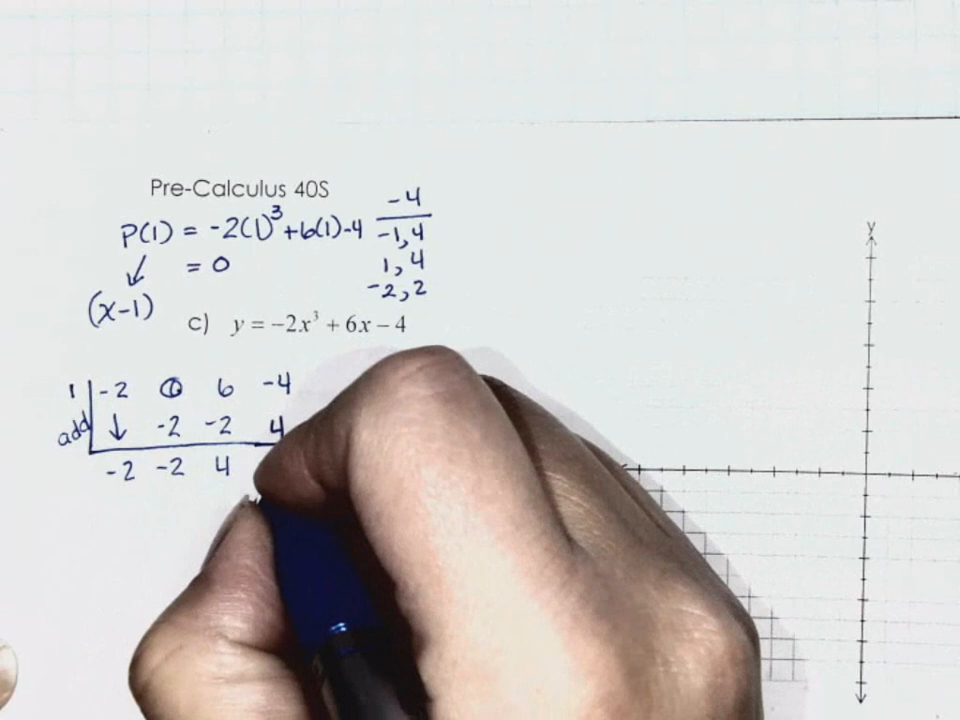 Pre-Calculus 40S
P(1) = -2(1)³+6(1)-4
= 0
(x-1)
-4
-1,4
1,4
-2,2
c) y = −2x³ + 6x − 4
1 -2 0 6 -4
add ↓ -2 -2 4
-2 -2 4
y